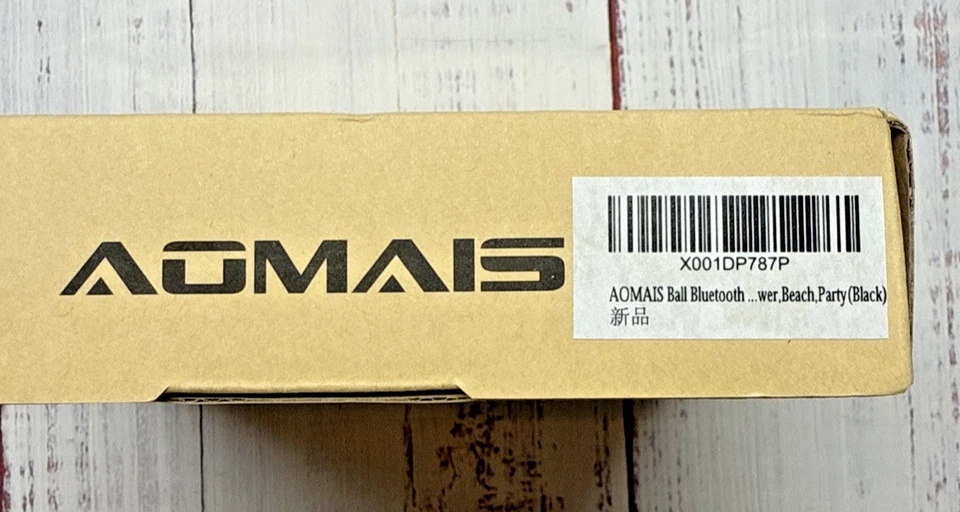 AOMAIS
X001DP787P
AOMAIS Ball Bluetooth ...wer,Beach,Party(Black)
新品